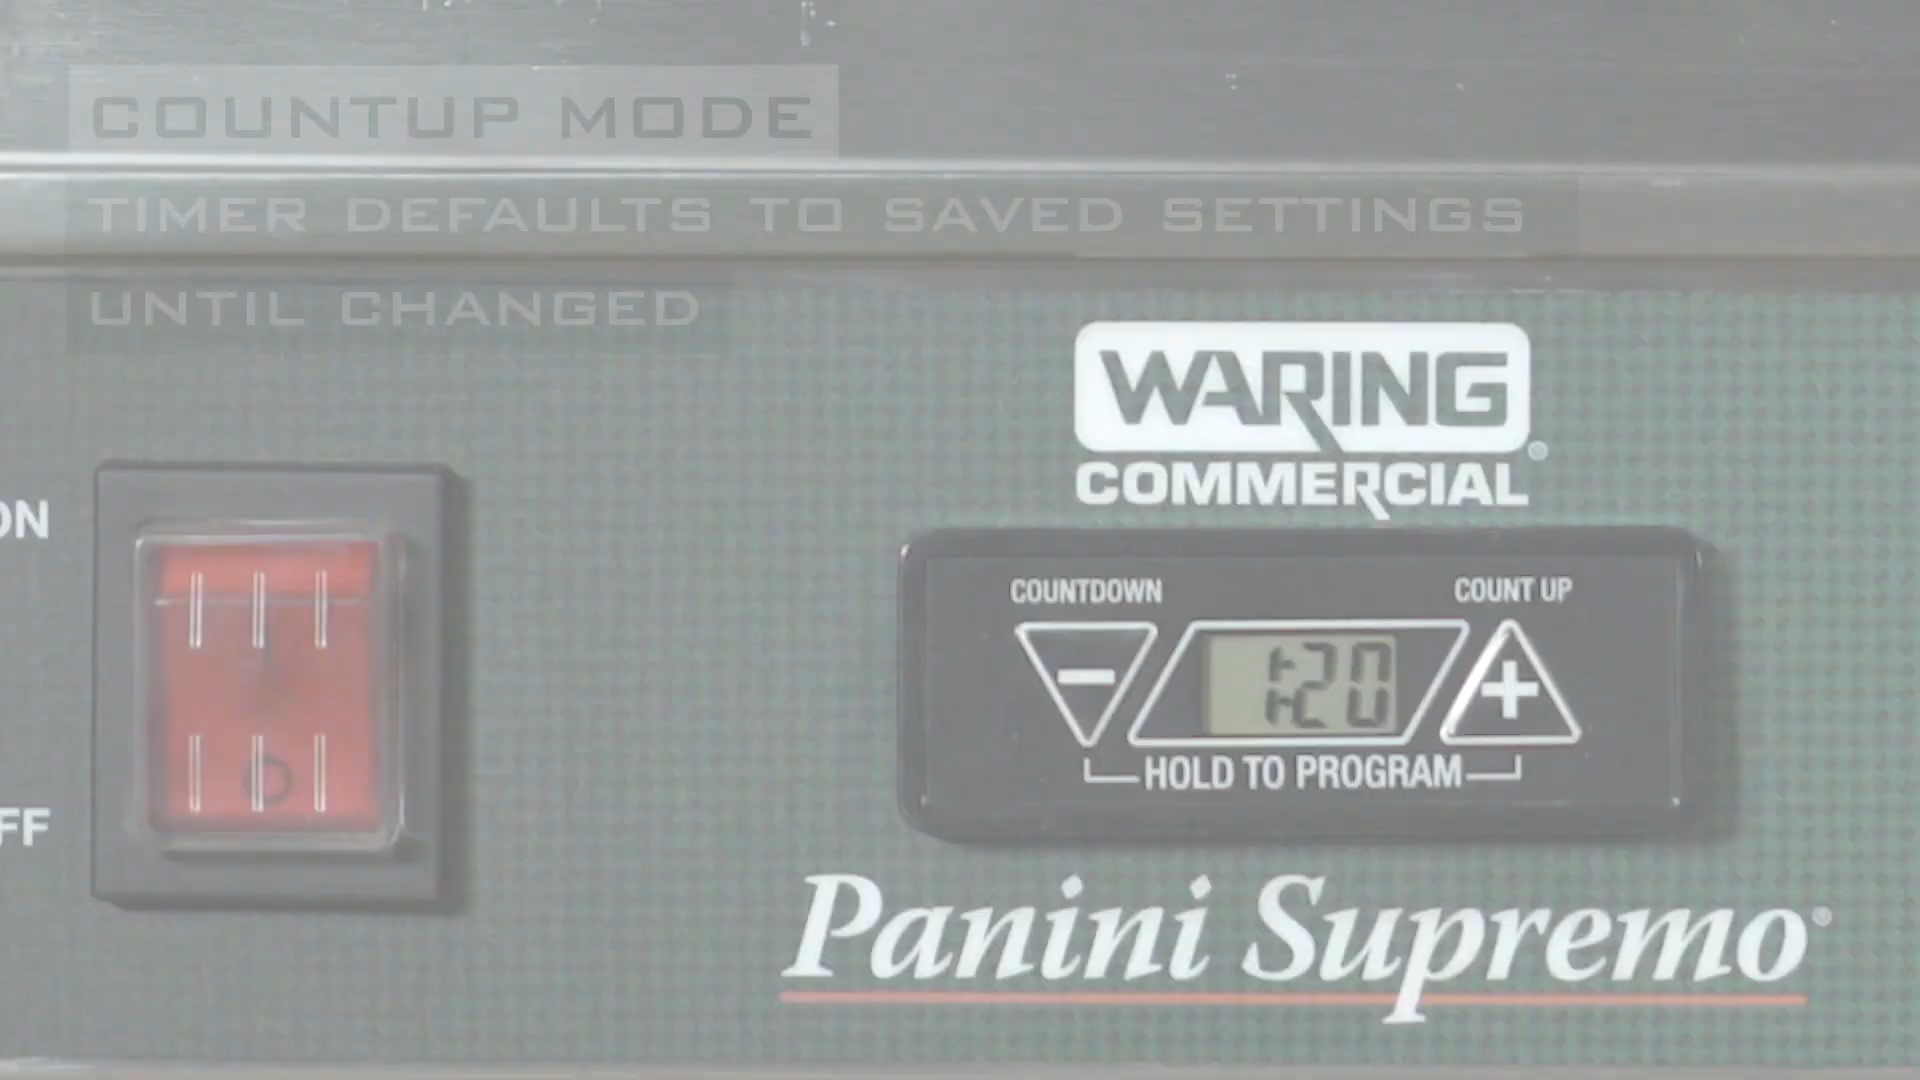 COUNTUP MODE
TIMER DEFAULTS TO SAVED SETTINGS
UNTIL CHANGED
WARING
COMMERCIAL
ON
COUNTDOWN
COUNT UP
1:20
HOLD TO PROGRAM
FF
Panini Supremo